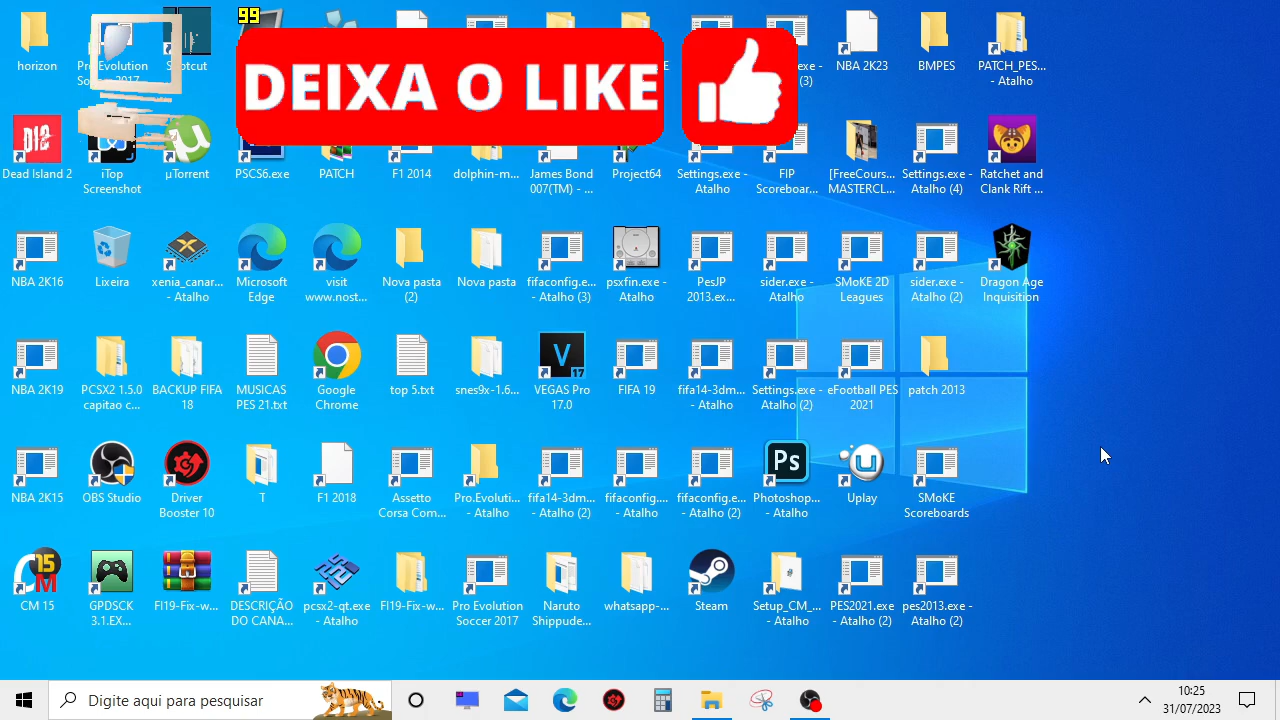 99
DEIXA O LIKE
horizon
Pro Evolution
Soccer 2017
Shotcut
(3)
NBA 2K23
BMPES
PATCH_PES...
- Atalho
Dead Island 2
iTop
Screenshot
µTorrent
PSCS6.exe
PATCH
F1 2014
dolphin-m...
James Bond
007(TM) - ...
Project64
Settings.exe -
Atalho
FIP
Scoreboar...
[FreeCours...
MASTERCL...
Settings.exe -
Atalho (4)
Ratchet and
Clank Rift ...
NBA 2K16
Lixeira
xenia_canar...
- Atalho
Microsoft
Edge
visit
www.nost...
Nova pasta
(2)
Nova pasta
fifaconfig.e...
- Atalho (3)
psxfin.exe -
Atalho
PesJP
2013.ex...
sider.exe -
Atalho
SMoKE 2D
Leagues
sider.exe -
Atalho (2)
Dragon Age
Inquisition
NBA 2K19
PCSX2 1.5.0
capitao c...
BACKUP FIFA
18
MUSICAS
PES 21.txt
Google
Chrome
top 5.txt
snes9x-1.6...
VEGAS Pro
17.0
FIFA 19
fifa14-3dm...
- Atalho
Settings.exe -
Atalho (2)
eFootball PES
2021
patch 2013
NBA 2K15
OBS Studio
Driver
Booster 10
T
F1 2018
Assetto
Corsa Com...
Pro.Evoluti...
- Atalho
fifa14-3dm...
- Atalho (2)
fifaconfig....
- Atalho
fifaconfig.e...
- Atalho (2)
Photoshop...
- Atalho
Uplay
SMoKE
Scoreboards
CM 15
GPDSCK
3.1.EX...
FI19-Fix-w...
DESCRIÇÃO
DO CANA...
pcsx2-qt.exe
- Atalho
FI19-Fix-w...
Pro Evolution
Soccer 2017
Naruto
Shippude...
whatsapp-...
Steam
Setup_CM_...
- Atalho
PES2021.exe
- Atalho (2)
pes2013.exe -
Atalho (2)
Digite aqui para pesquisar
10:25
31/07/2023